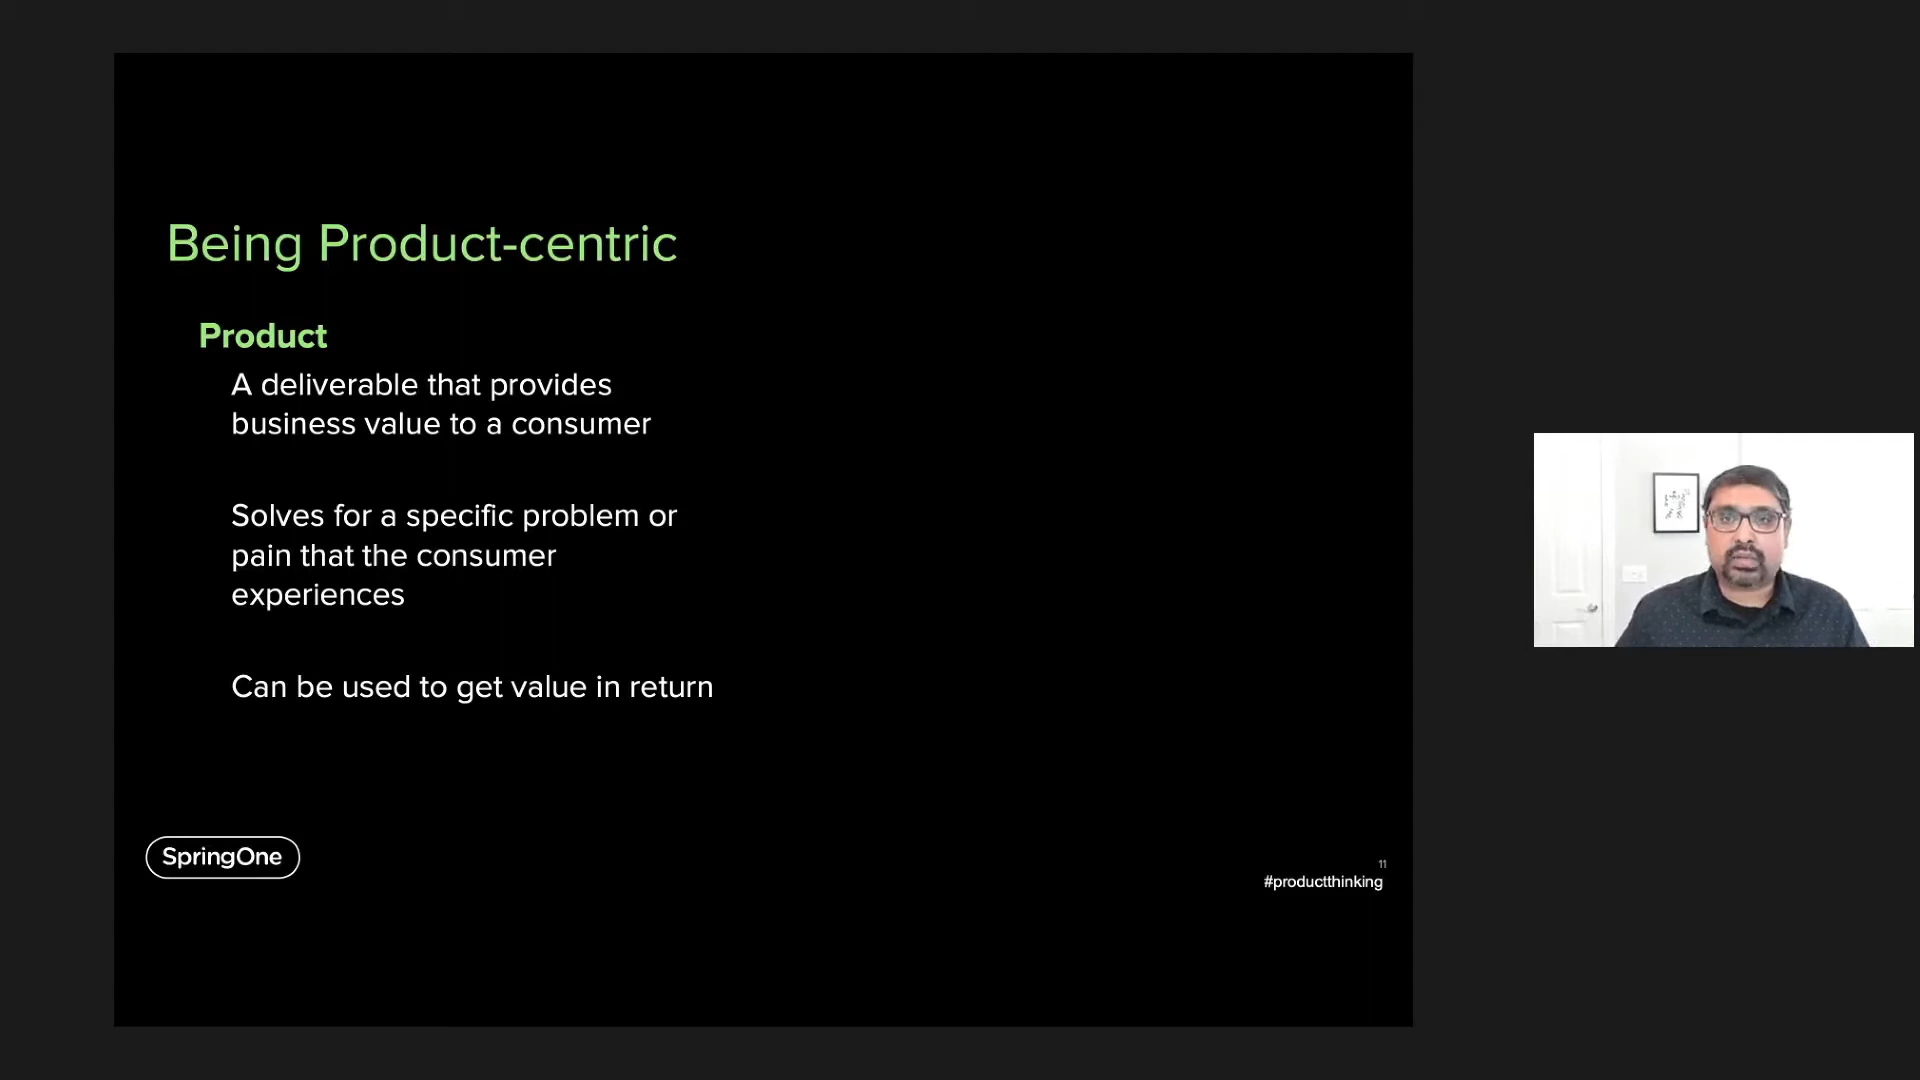 Being Product-centric
Product
A deliverable that provides
business value to a consumer
Solves for a specific problem or
pain that the consumer
experiences
Can be used to get value in return
SpringOne
11
#productthinking